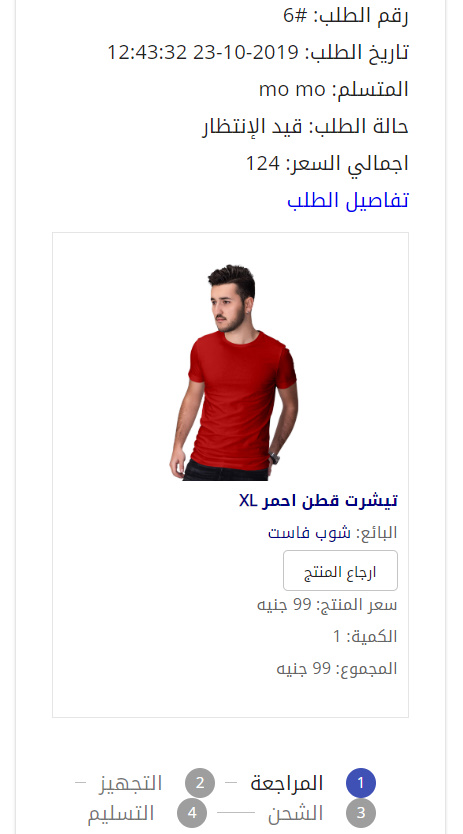 رقم الطلب: #6
تاريخ الطلب: 2019-10-23 12:43:32
المتسلم: mo mo
حالة الطلب: قيد الإنتظار
اجمالي السعر: 124
تفاصيل الطلب
تيشرت قطن احمر XL
البائع: شوب فاست
ارجاع المنتج
سعر المنتج: 99 جنيه
الكمية: 1
المجموع: 99 جنيه
1 المراجعة 2 التجهيز
3 الشحن 4 التسليم